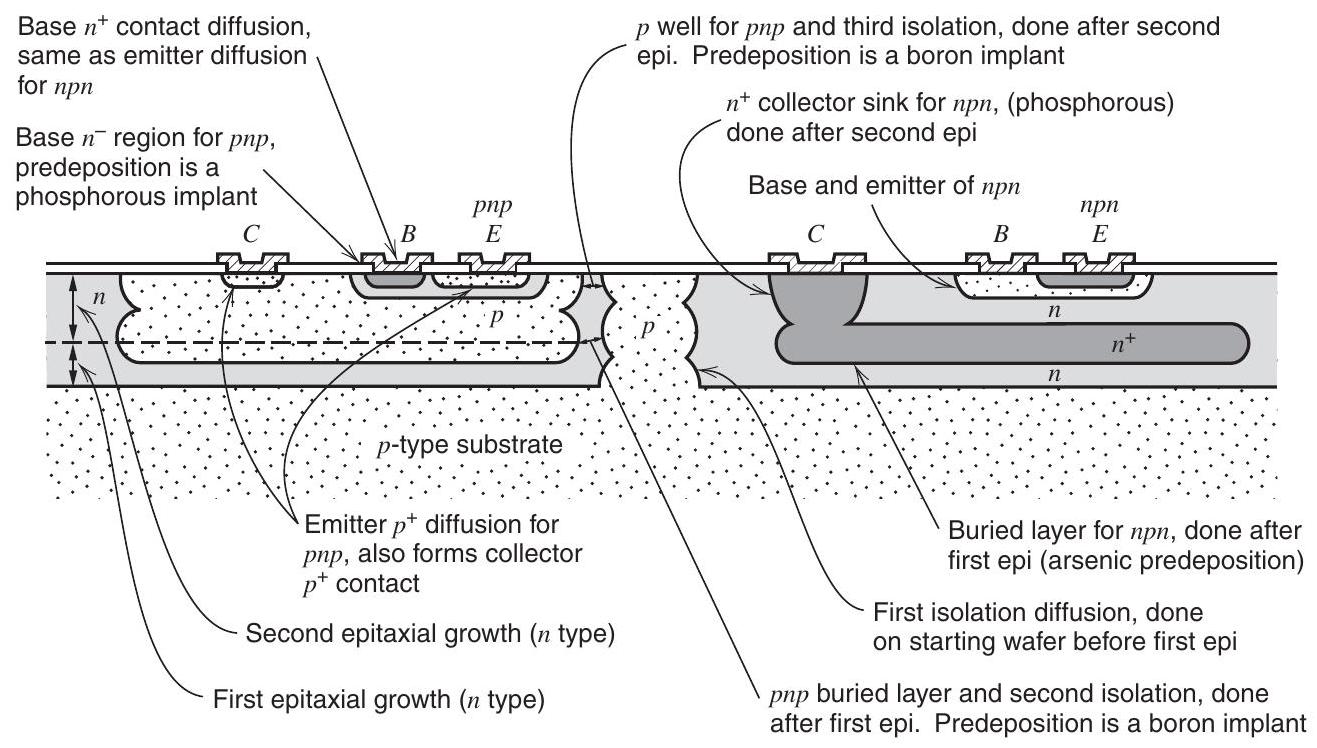 Base n⁺ contact diffusion,
same as emitter diffusion
for npn
p well for pnp and third isolation, done after second
epi. Predeposition is a boron implant
n⁺ collector sink for npn, (phosphorous)
done after second epi
Base n⁻ region for pnp,
predeposition is a
phosphorous implant
Base and emitter of npn
pnp
npn
C
B
E
C
B
E
n
p
p
n
n⁺
n
p-type substrate
Emitter p⁺ diffusion for
pnp, also forms collector
p⁺ contact
Buried layer for npn, done after
first epi (arsenic predeposition)
First isolation diffusion, done
on starting wafer before first epi
Second epitaxial growth (n type)
First epitaxial growth (n type)
pnp buried layer and second isolation, done
after first epi. Predeposition is a boron implant